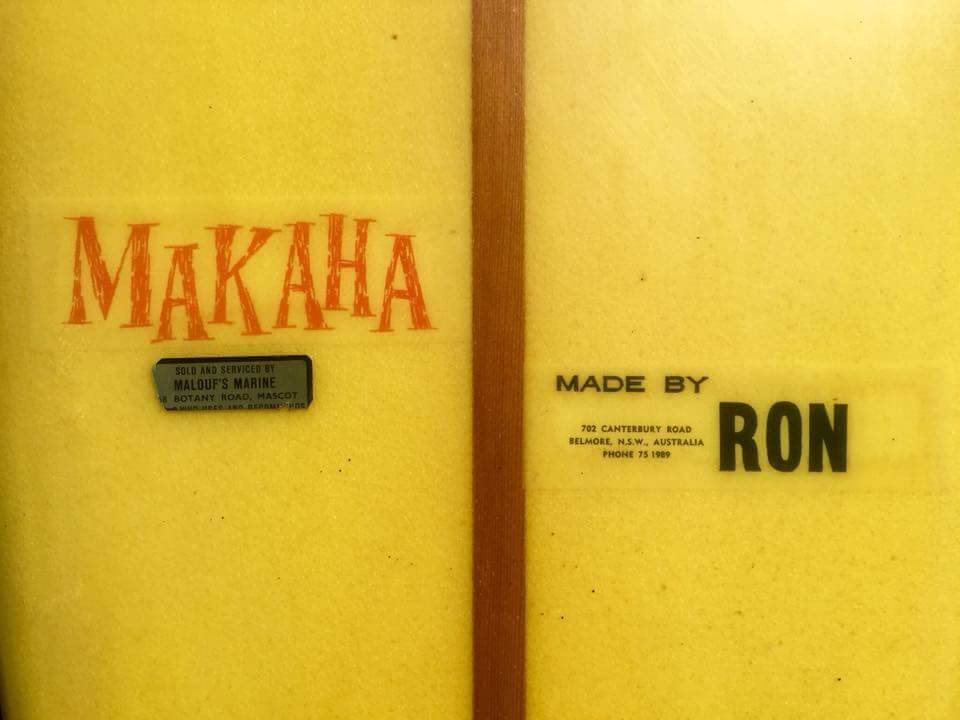 MAKAHA
SOLD AND SERVICED BY
MALOUF'S MARINE
BOTANY ROAD, MASCOT
MADE BY
RON
702 CANTERBURY ROAD
BELMORE, N.S.W., AUSTRALIA
PHONE 75 1989